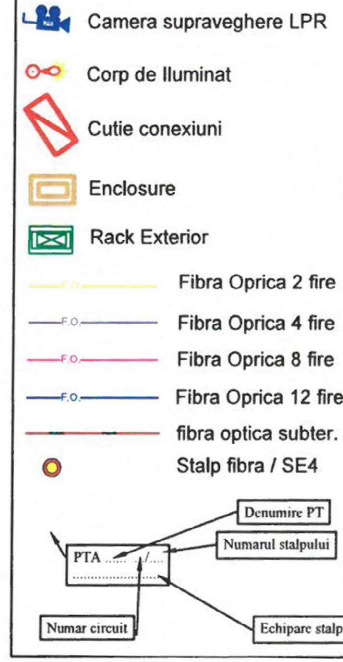 Camera supraveghere LPR
Corp de Iluminat
Cutie conexiuni
Enclosure
Rack Exterior
F.O. Fibra Oprica 2 fire
F.O. Fibra Oprica 4 fire
F.O. Fibra Oprica 8 fire
F.O. Fibra Oprica 12 fire
fibra optica subter.
Stalp fibra / SE4
Denumire PT
PTA ..... ../.....
Numarul stalpului
Numar circuit
Echipare stalp